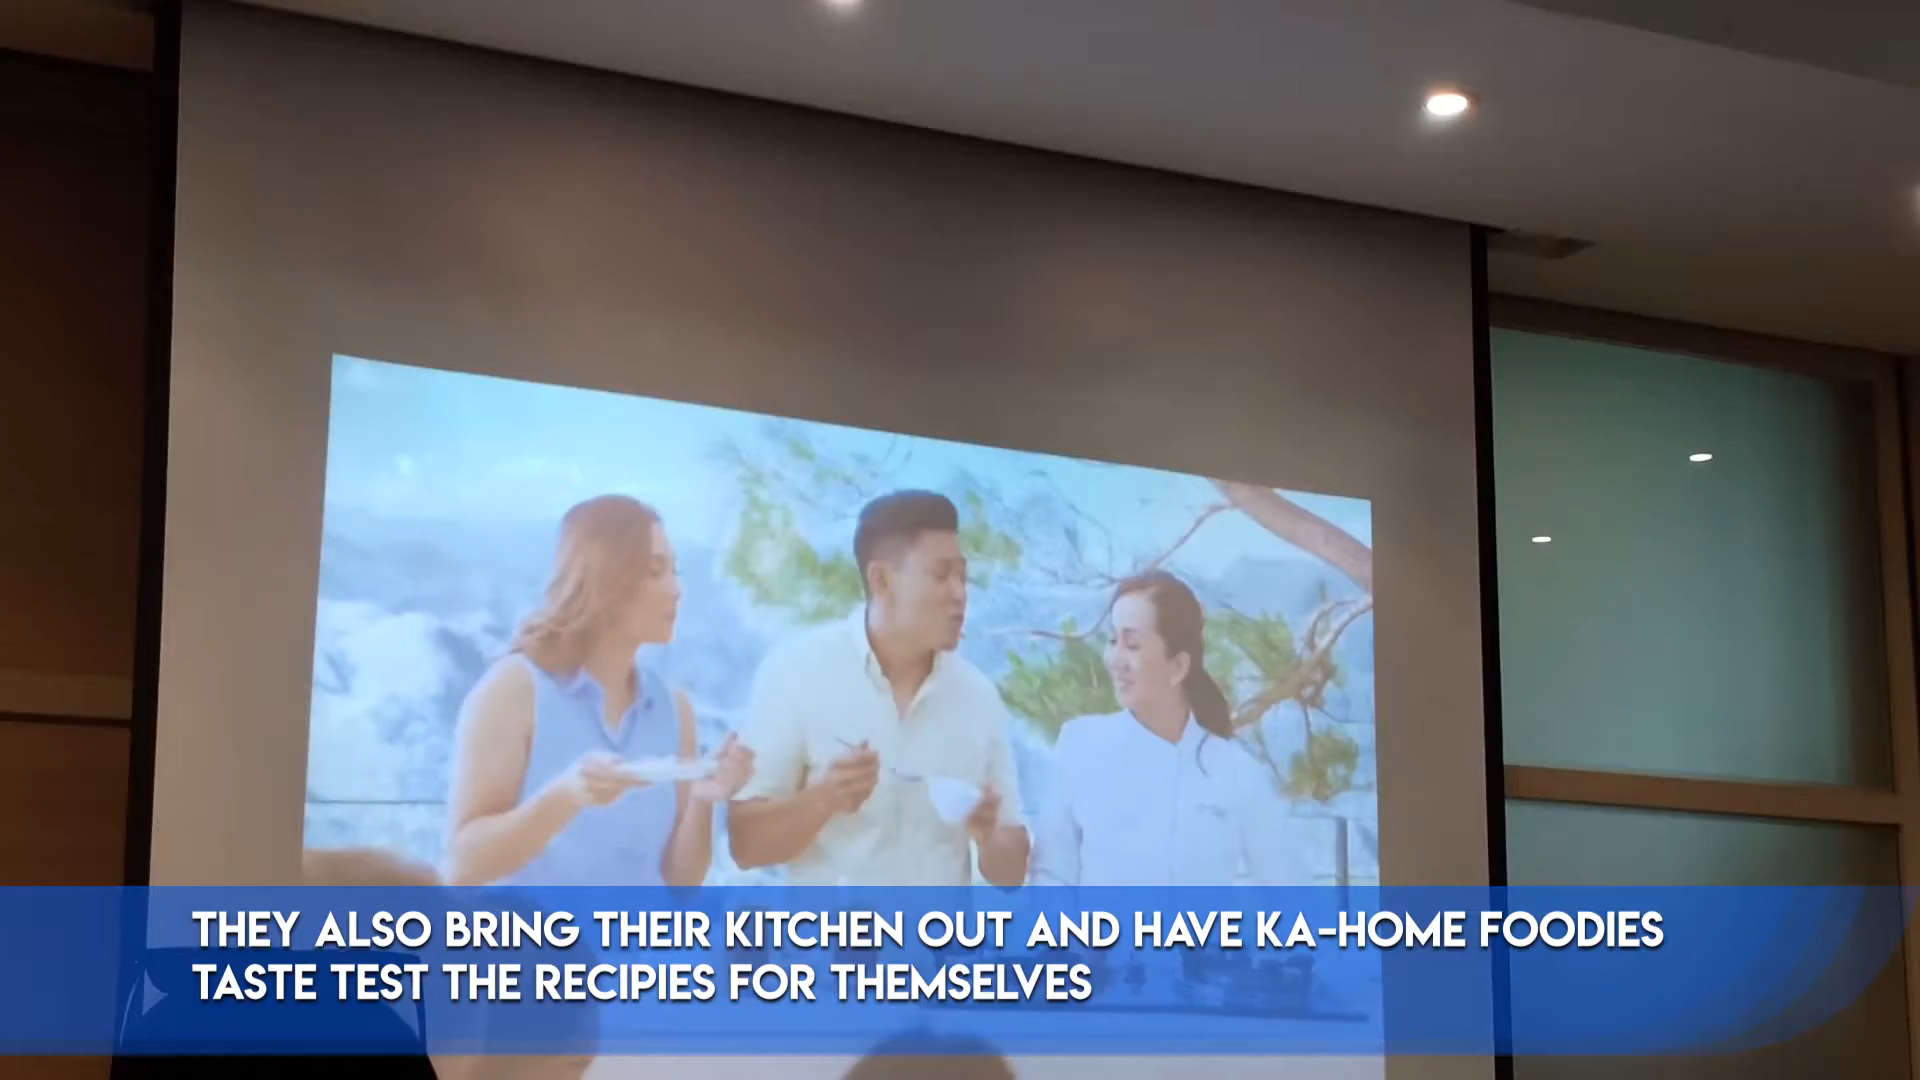 THEY ALSO BRING THEIR KITCHEN OUT AND HAVE KA-HOME FOODIES
TASTE TEST THE RECIPIES FOR THEMSELVES